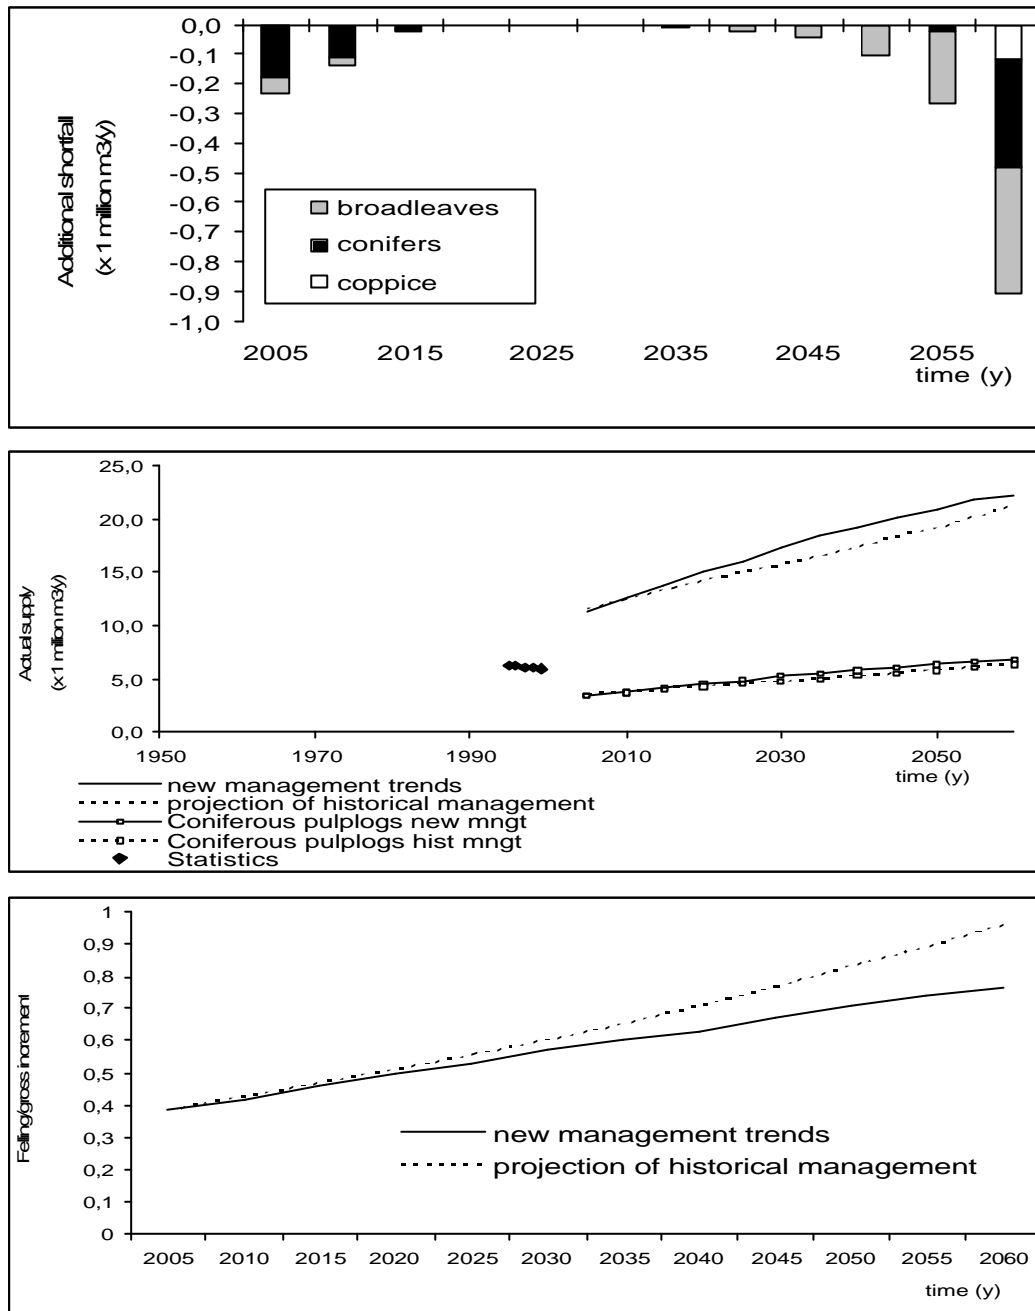 0,0
-0,1
-0,2
-0,3
-0,4
-0,5
-0,6
-0,7
-0,8
-0,9
-1,0
Additional shortfall
(x 1 million m3/y)
broadleaves
conifers
coppice
2005 2015 2025 2035 2045 2055
time (y)
25,0
20,0
15,0
10,0
5,0
0,0
Actual supply
(x 1 million m3/y)
1950 1970 1990 2010 2030 2050
time (y)
new management trends
projection of historical management
Coniferous pulplogs new mngt
Coniferous pulplogs hist mngt
Statistics
1
0,9
0,8
0,7
0,6
0,5
0,4
0,3
0,2
0,1
0
Felling/gross increment
new management trends
projection of historical management
2005 2010 2015 2020 2025 2030 2035 2040 2045 2050 2055 2060
time (y)